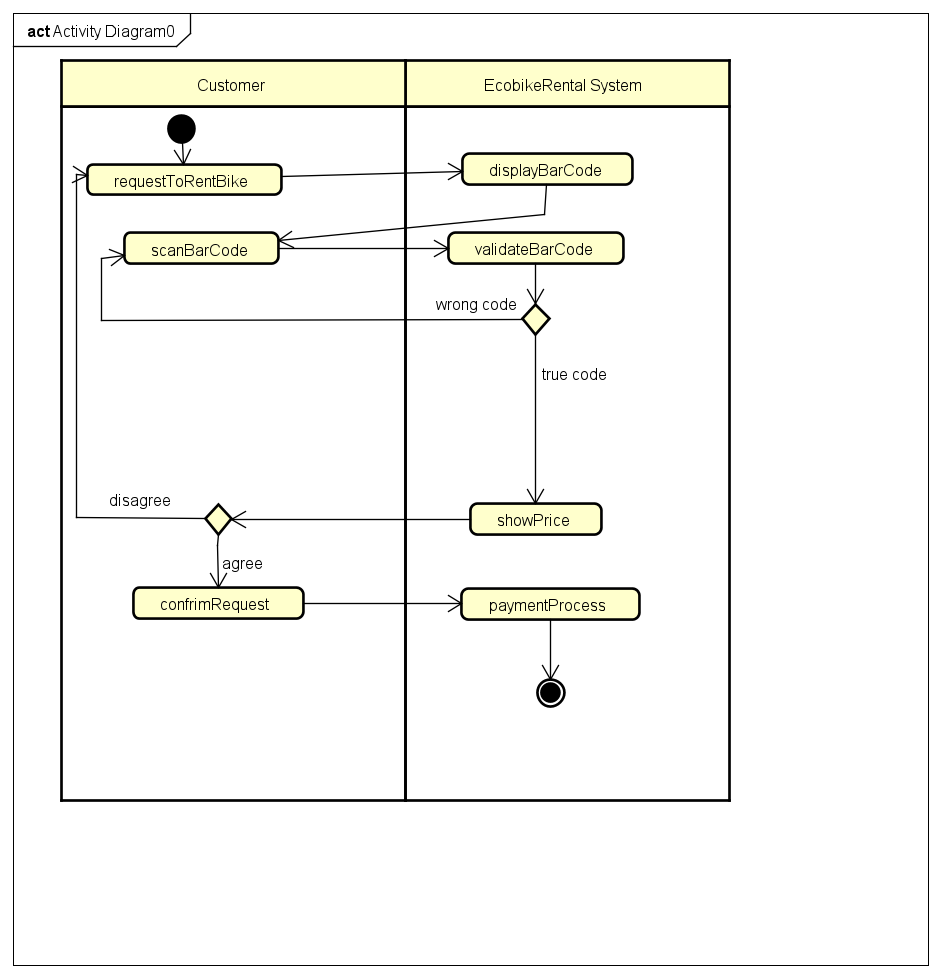 act Activity Diagram0
Customer
EcobikeRental System
requestToRentBike
displayBarCode
scanBarCode
validateBarCode
wrong code
true code
disagree
showPrice
agree
confrimRequest
paymentProcess